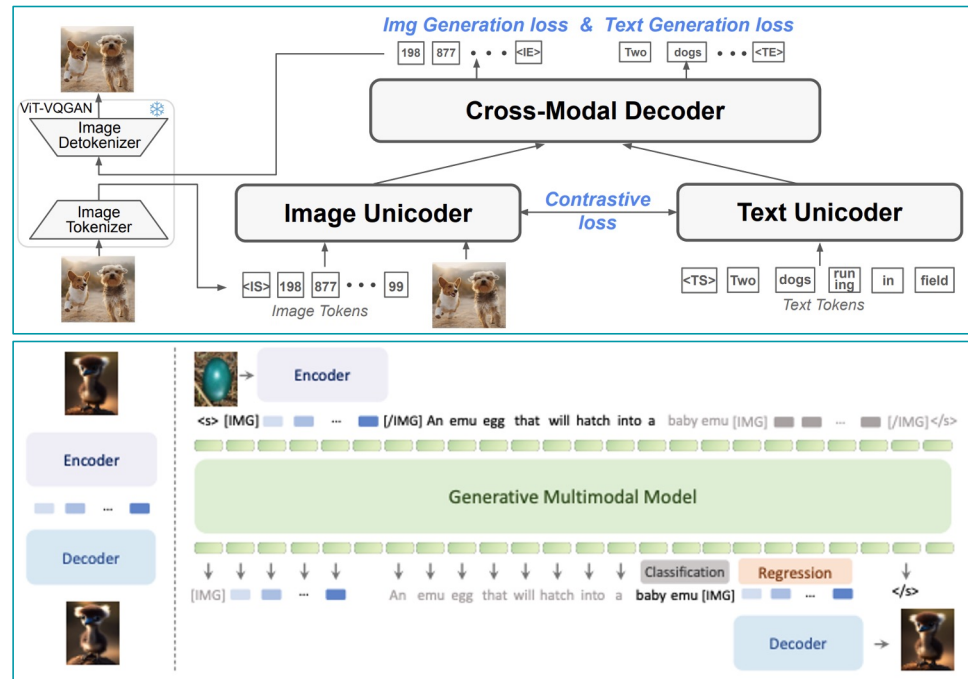 Img Generation loss & Text Generation loss
198 877 • • • <IE> Two dogs • • • <TE>
ViT-VQGAN
Image
Detokenizer
Cross-Modal Decoder
Image
Tokenizer
Image Unicoder
Contrastive
loss
Text Unicoder
<IS> 198 877 • • • 99
Image Tokens
<TS> Two dogs run
ing in field
Text Tokens
Encoder
...
Decoder
Encoder
<s> [IMG] ... [/IMG] An emu egg that will hatch into a baby emu [IMG] ... [/IMG]</s>
Generative Multimodal Model
Classification Regression
[IMG] ... An emu egg that will hatch into a baby emu [IMG] ... </s>
Decoder